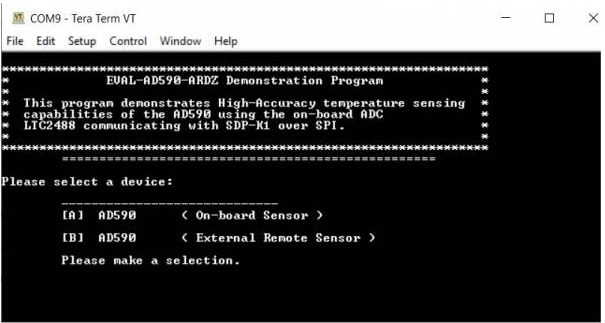 COM9 - Tera Term VT
File Edit Setup Control Window Help
*****************************************************************
* EVAL-AD590-ARDZ Demonstration Program *
* *
* This program demonstrates High-Accuracy temperature sensing *
* capabilities of the AD590 using the on-board ADC *
* LTC2488 communicating with SDP-K1 over SPI. *
* *
*****************************************************************
==================================================
Please select a device:
_____________________________
[A] AD590 ( On-board Sensor )
[B] AD590 ( External Remote Sensor )
Please make a selection.